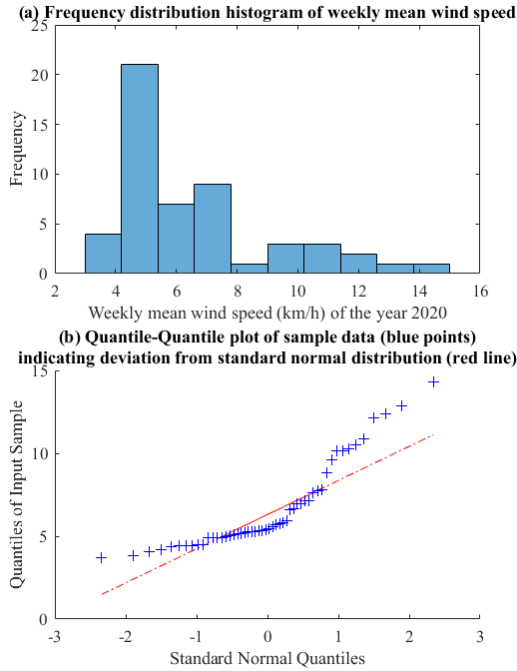 (a) Frequency distribution histogram of weekly mean wind speed
25
20
15
10
5
0
Frequency
2 4 6 8 10 12 14 16
Weekly mean wind speed (km/h) of the year 2020
(b) Quantile-Quantile plot of sample data (blue points)
indicating deviation from standard normal distribution (red line)
15
10
5
0
Quantiles of Input Sample
-3 -2 -1 0 1 2 3
Standard Normal Quantiles